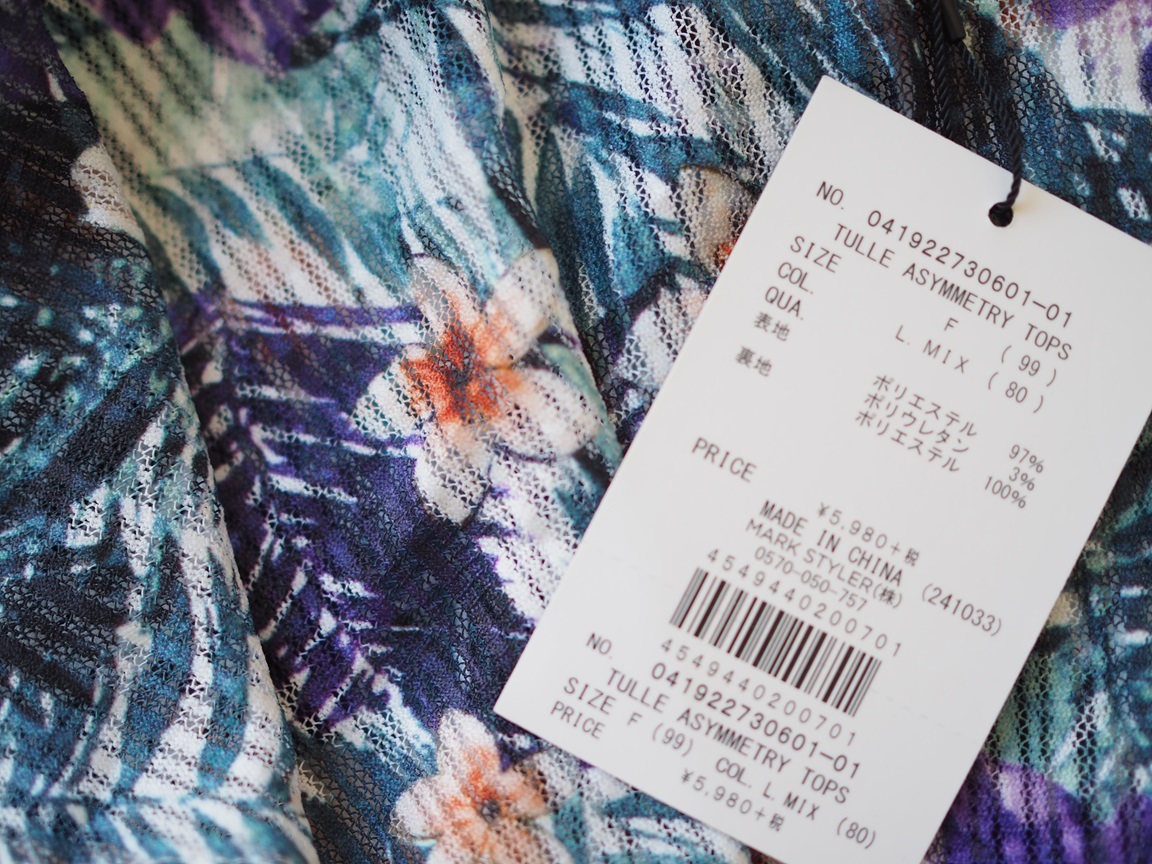 NO. 041922730601-01
TULLE ASYMMETRY TOPS
SIZE F (99)
COL. L.MIX (80)
QUA.
表地 ポリエステル 97%
ポリウレタン 3%
裏地 ポリエステル 100%
PRICE ¥5,980+税
MADE IN CHINA
MARK STYLER(株) (241033)
0570-050-757
4549440200701
4549440200701
NO. 041922730601-01
TULLE ASYMMETRY TOPS
SIZE F (99) COL. L.MIX (80)
PRICE ¥5,980+税